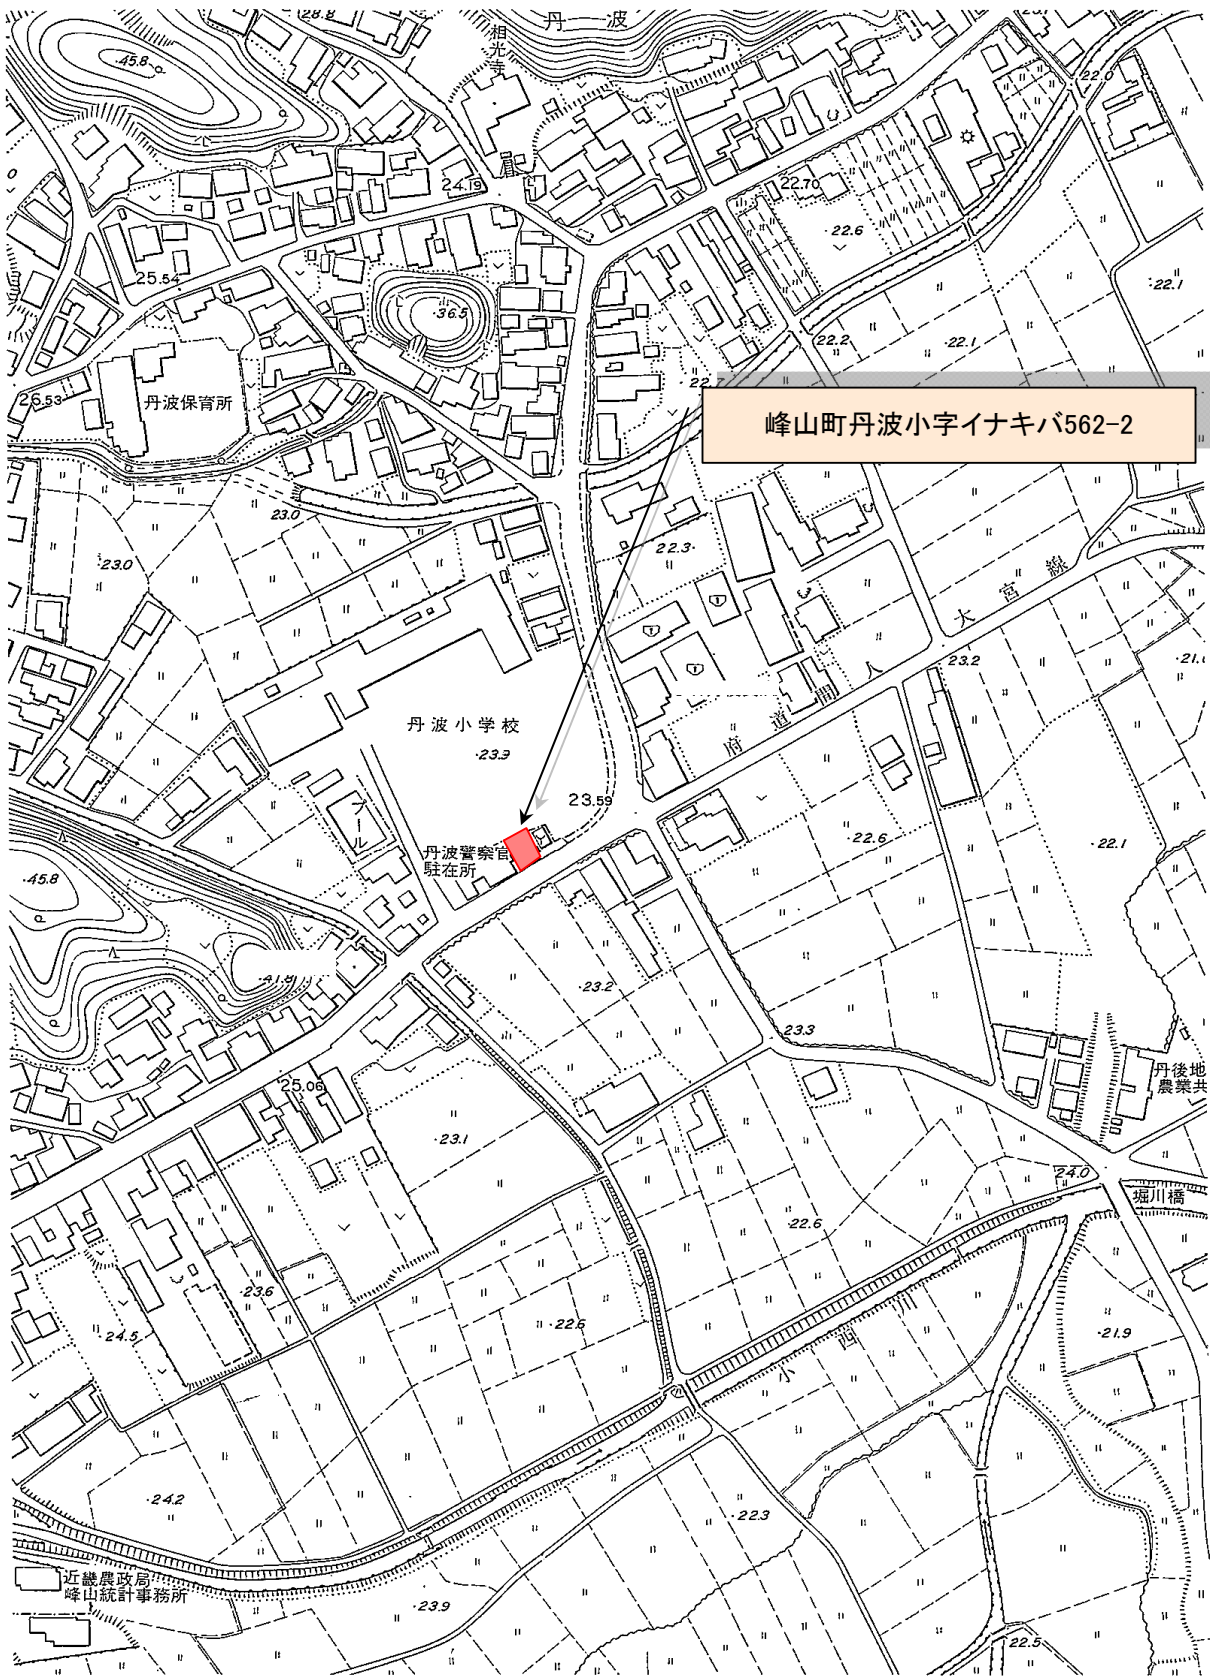 丹波
28.8
45.8
相光寺
22.0
24.19
22.70
22.6
25.54
22.1
36.5
22.2
22.1
26.53
丹波保育所
峰山町丹波小字イナキバ562-2
23.0
23.0
22.3
大宮線
23.2
丹波小学校
府道間人
23.9
23.59
プール
22.6
22.1
丹波警察官
駐在所
45.8
23.2
23.3
丹後地
農業共
25.06
23.1
24.0
堀川橋
22.6
23.6
24.5
22.6
21.9
小西川
24.2
22.3
近畿農政局
峰山統計事務所
23.9
22.5